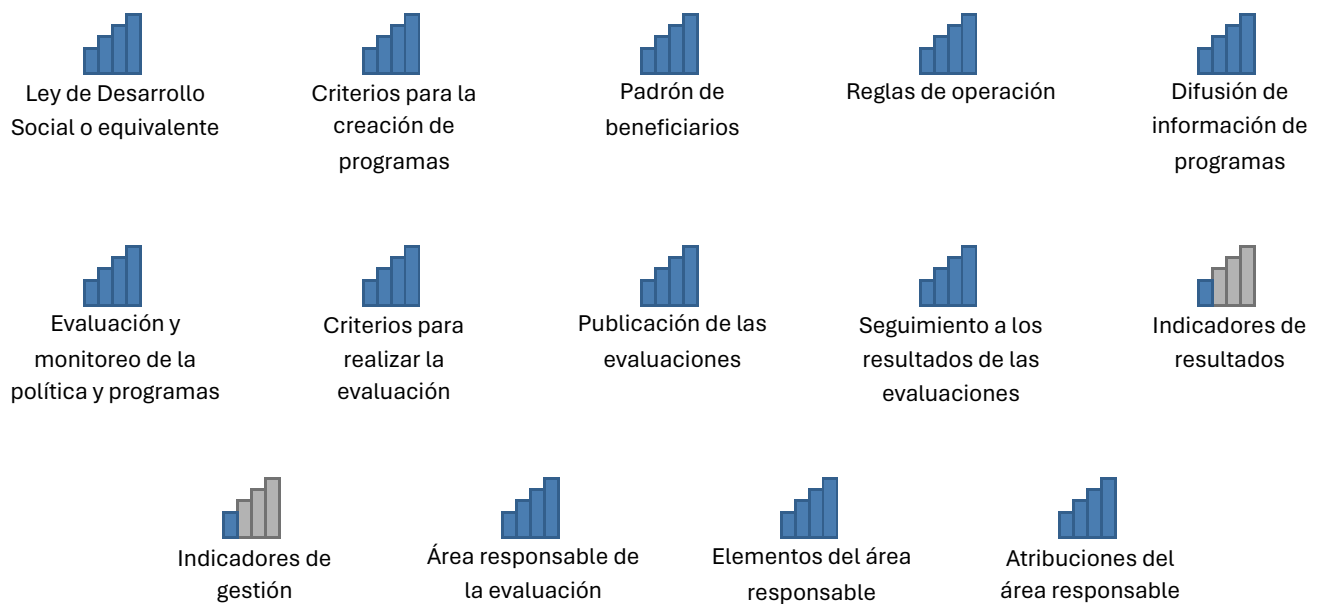 Ley de Desarrollo
Social o equivalente
Criterios para la
creación de
programas
Padrón de
beneficiarios
Reglas de operación
Difusión de
información de
programas
Evaluación y
monitoreo de la
política y programas
Criterios para
realizar la
evaluación
Publicación de las
evaluaciones
Seguimiento a los
resultados de las
evaluaciones
Indicadores de
resultados
Indicadores de
gestión
Área responsable de
la evaluación
Elementos del área
responsable
Atribuciones del
área responsable